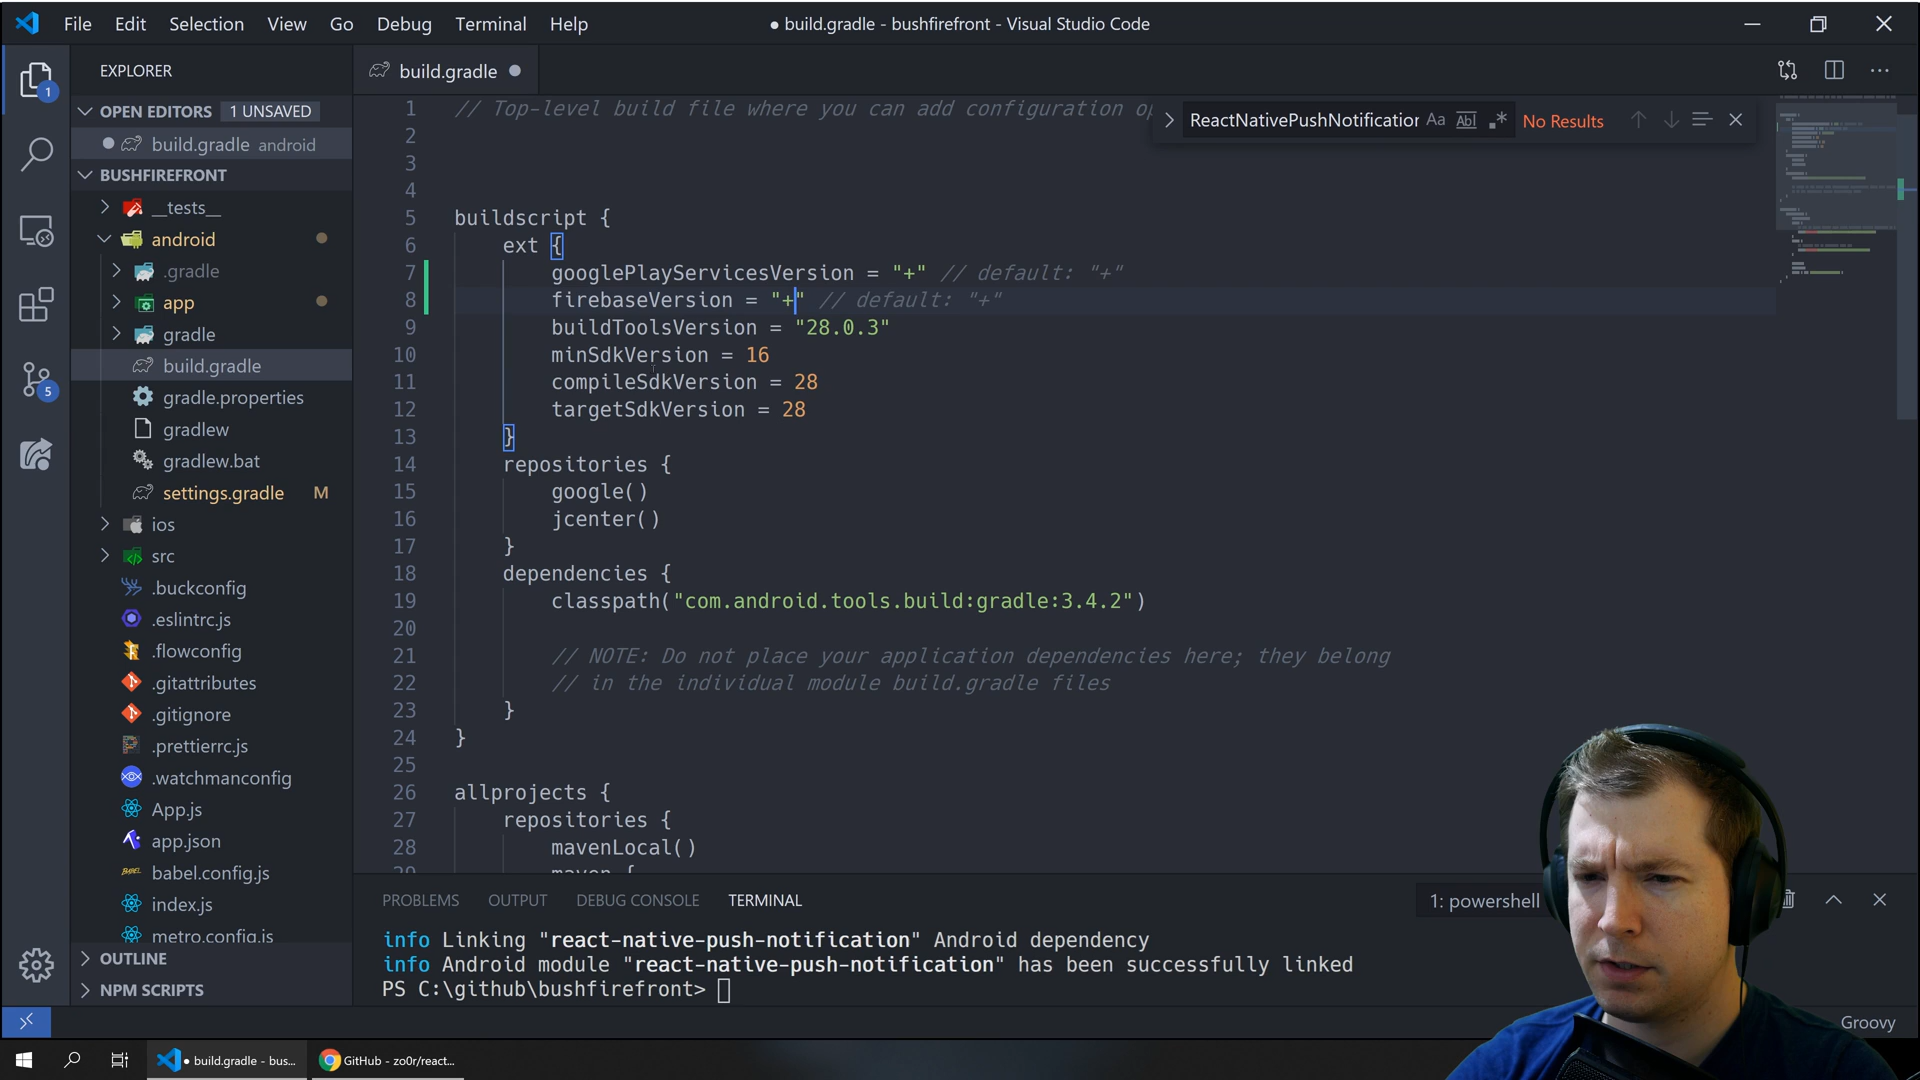 File Edit Selection View Go Debug Terminal Help
● build.gradle - bushfirefront - Visual Studio Code
EXPLORER
build.gradle
OPEN EDITORS 1 UNSAVED
build.gradle android
BUSHFIREFRONT
__tests__
android
.gradle
app
gradle
build.gradle
gradle.properties
gradlew
gradlew.bat
settings.gradle M
ios
src
.buckconfig
.eslintrc.js
.flowconfig
.gitattributes
.gitignore
.prettierrc.js
.watchmanconfig
App.js
app.json
babel.config.js
index.js
metro.config.js
OUTLINE
NPM SCRIPTS
1
5
ReactNativePushNotification Aa Abl .* No Results
1 // Top-level build file where you can add configuration op
2
3
4
5 buildscript {
6 ext {
7 googlePlayServicesVersion = "+" // default: "+"
8 firebaseVersion = "+" // default: "+"
9 buildToolsVersion = "28.0.3"
10 minSdkVersion = 16
11 compileSdkVersion = 28
12 targetSdkVersion = 28
13 }
14 repositories {
15 google()
16 jcenter()
17 }
18 dependencies {
19 classpath("com.android.tools.build:gradle:3.4.2")
20
21 // NOTE: Do not place your application dependencies here; they belong
22 // in the individual module build.gradle files
23 }
24 }
25
26 allprojects {
27 repositories {
28 mavenLocal()
29 maven {
PROBLEMS OUTPUT DEBUG CONSOLE TERMINAL
1: powershell
info Linking "react-native-push-notification" Android dependency
info Android module "react-native-push-notification" has been successfully linked
PS C:\github\bushfirefront>
Groovy
● build.gradle - bus...
GitHub - zo0r/react...